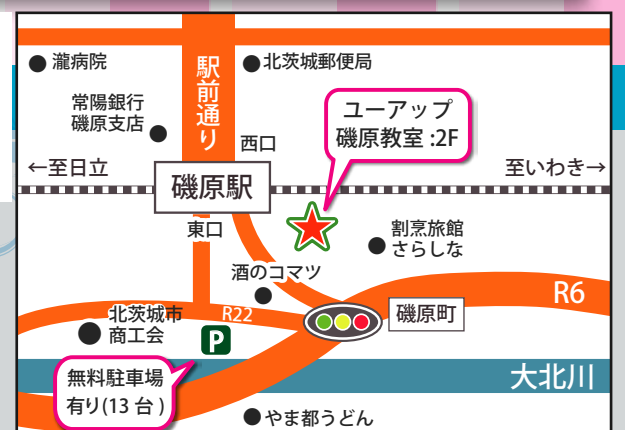 瀧病院
北茨城郵便局
駅前通り
常陽銀行
磯原支店
西口
ユーアップ
磯原教室:2F
←至日立
至いわき→
磯原駅
東口
割烹旅館
さらしな
酒のコマツ
R6
北茨城市
商工会
R22
磯原町
P
無料駐車場
有り(13台)
大北川
やま都うどん